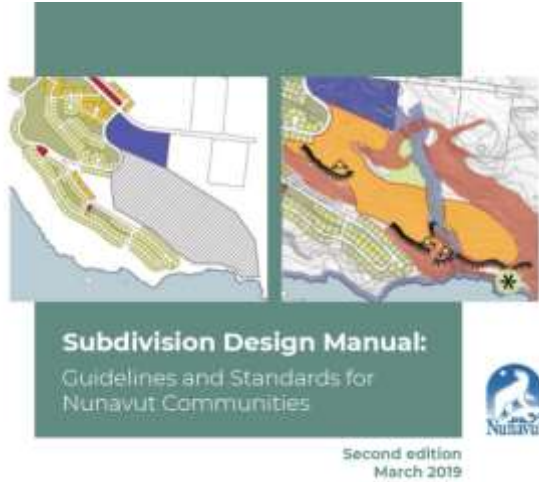 Subdivision Design Manual:
Guidelines and Standards for
Nunavut Communities
Nunavut
Second edition
March 2019